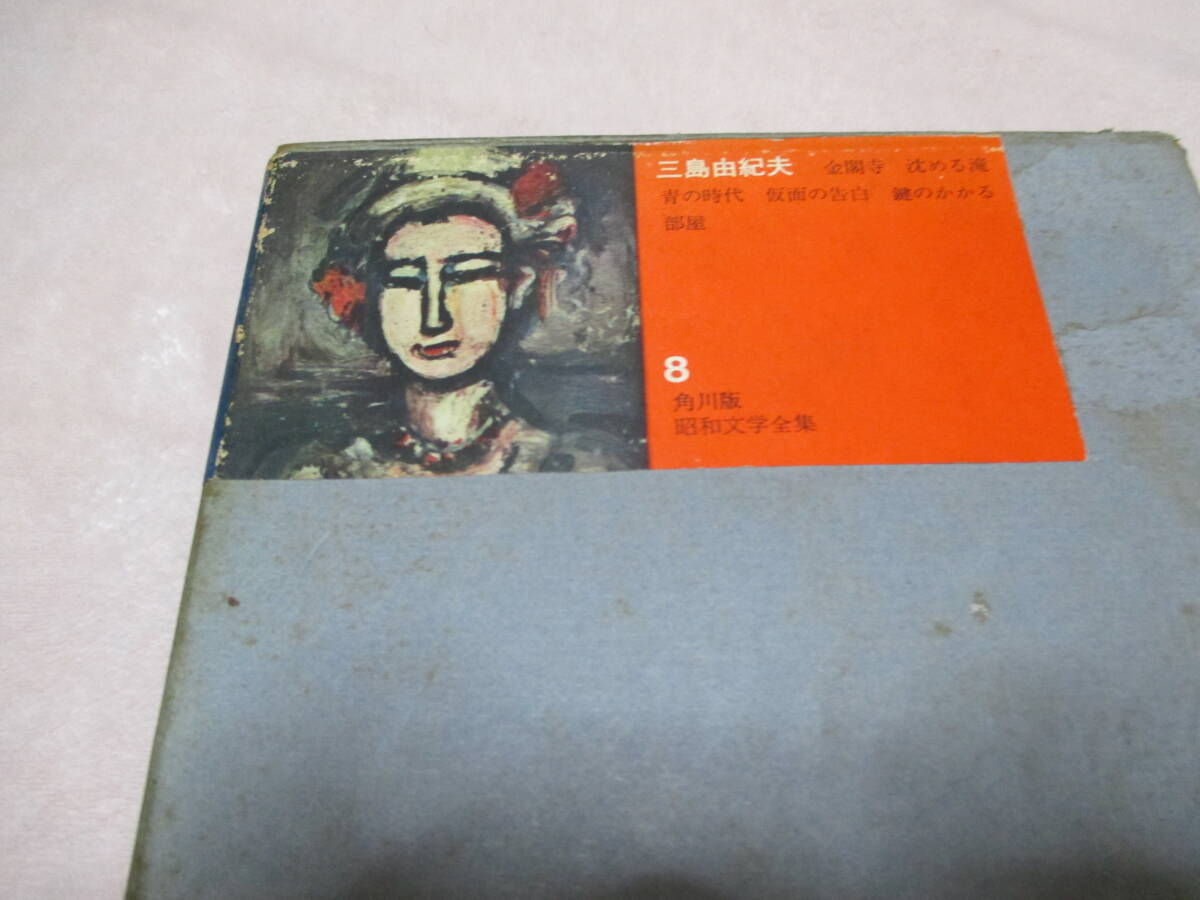 三島由紀夫　金閣寺　沈める滝
青の時代　仮面の告白　鍵のかかる
部屋
8
角川版
昭和文学全集